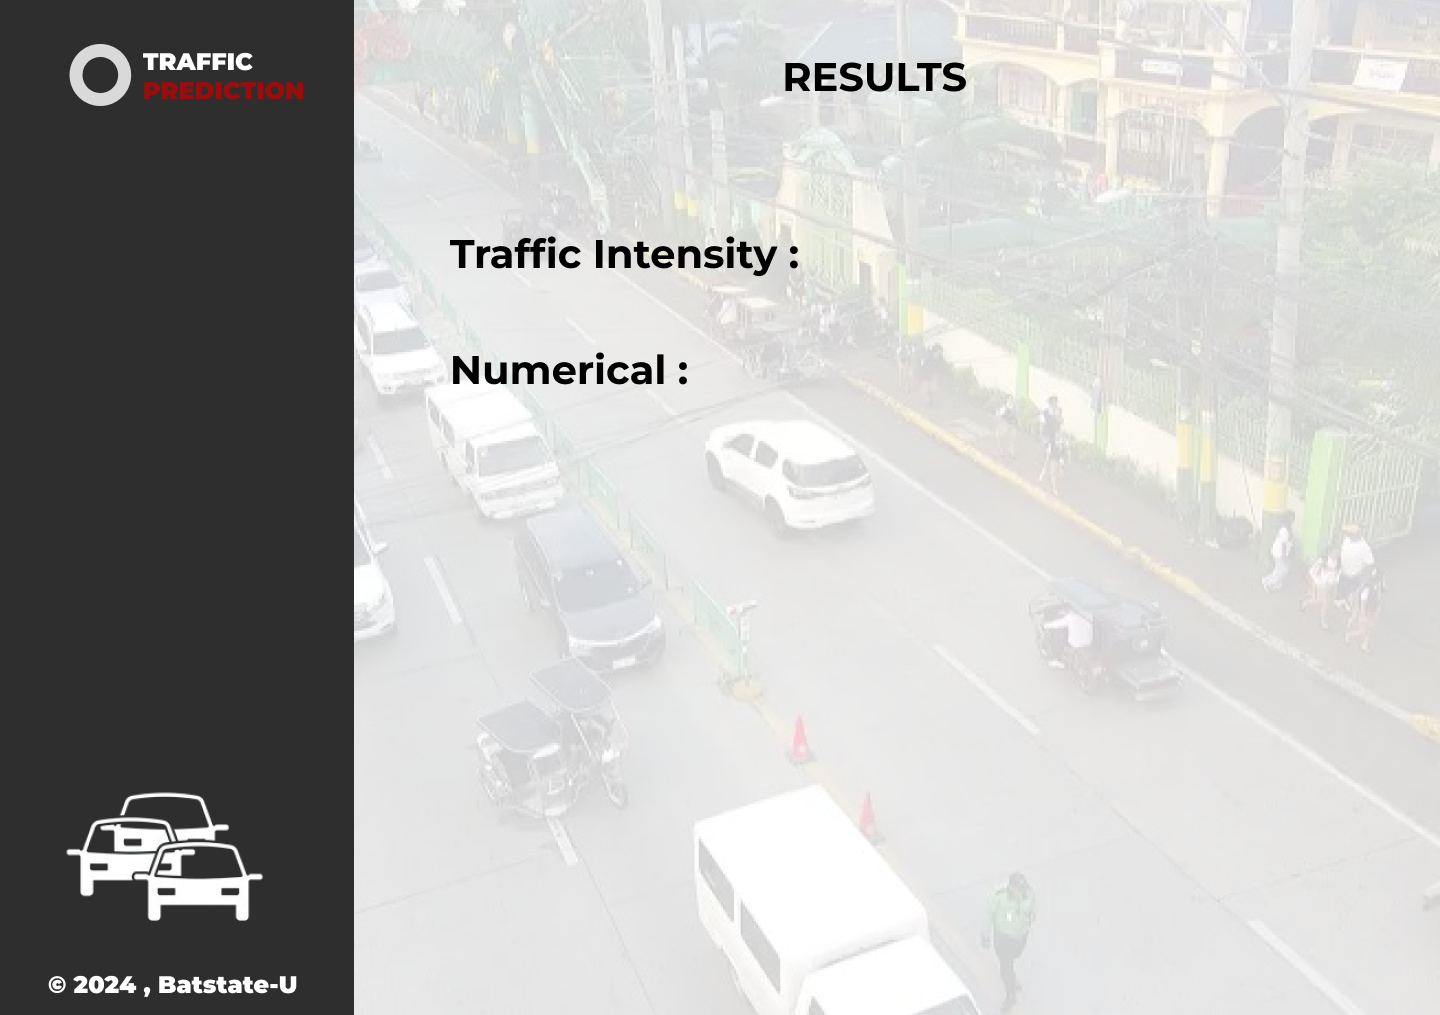 TRAFFIC
PREDICTION
RESULTS
Traffic Intensity :
Numerical :
© 2024 , Batstate-U